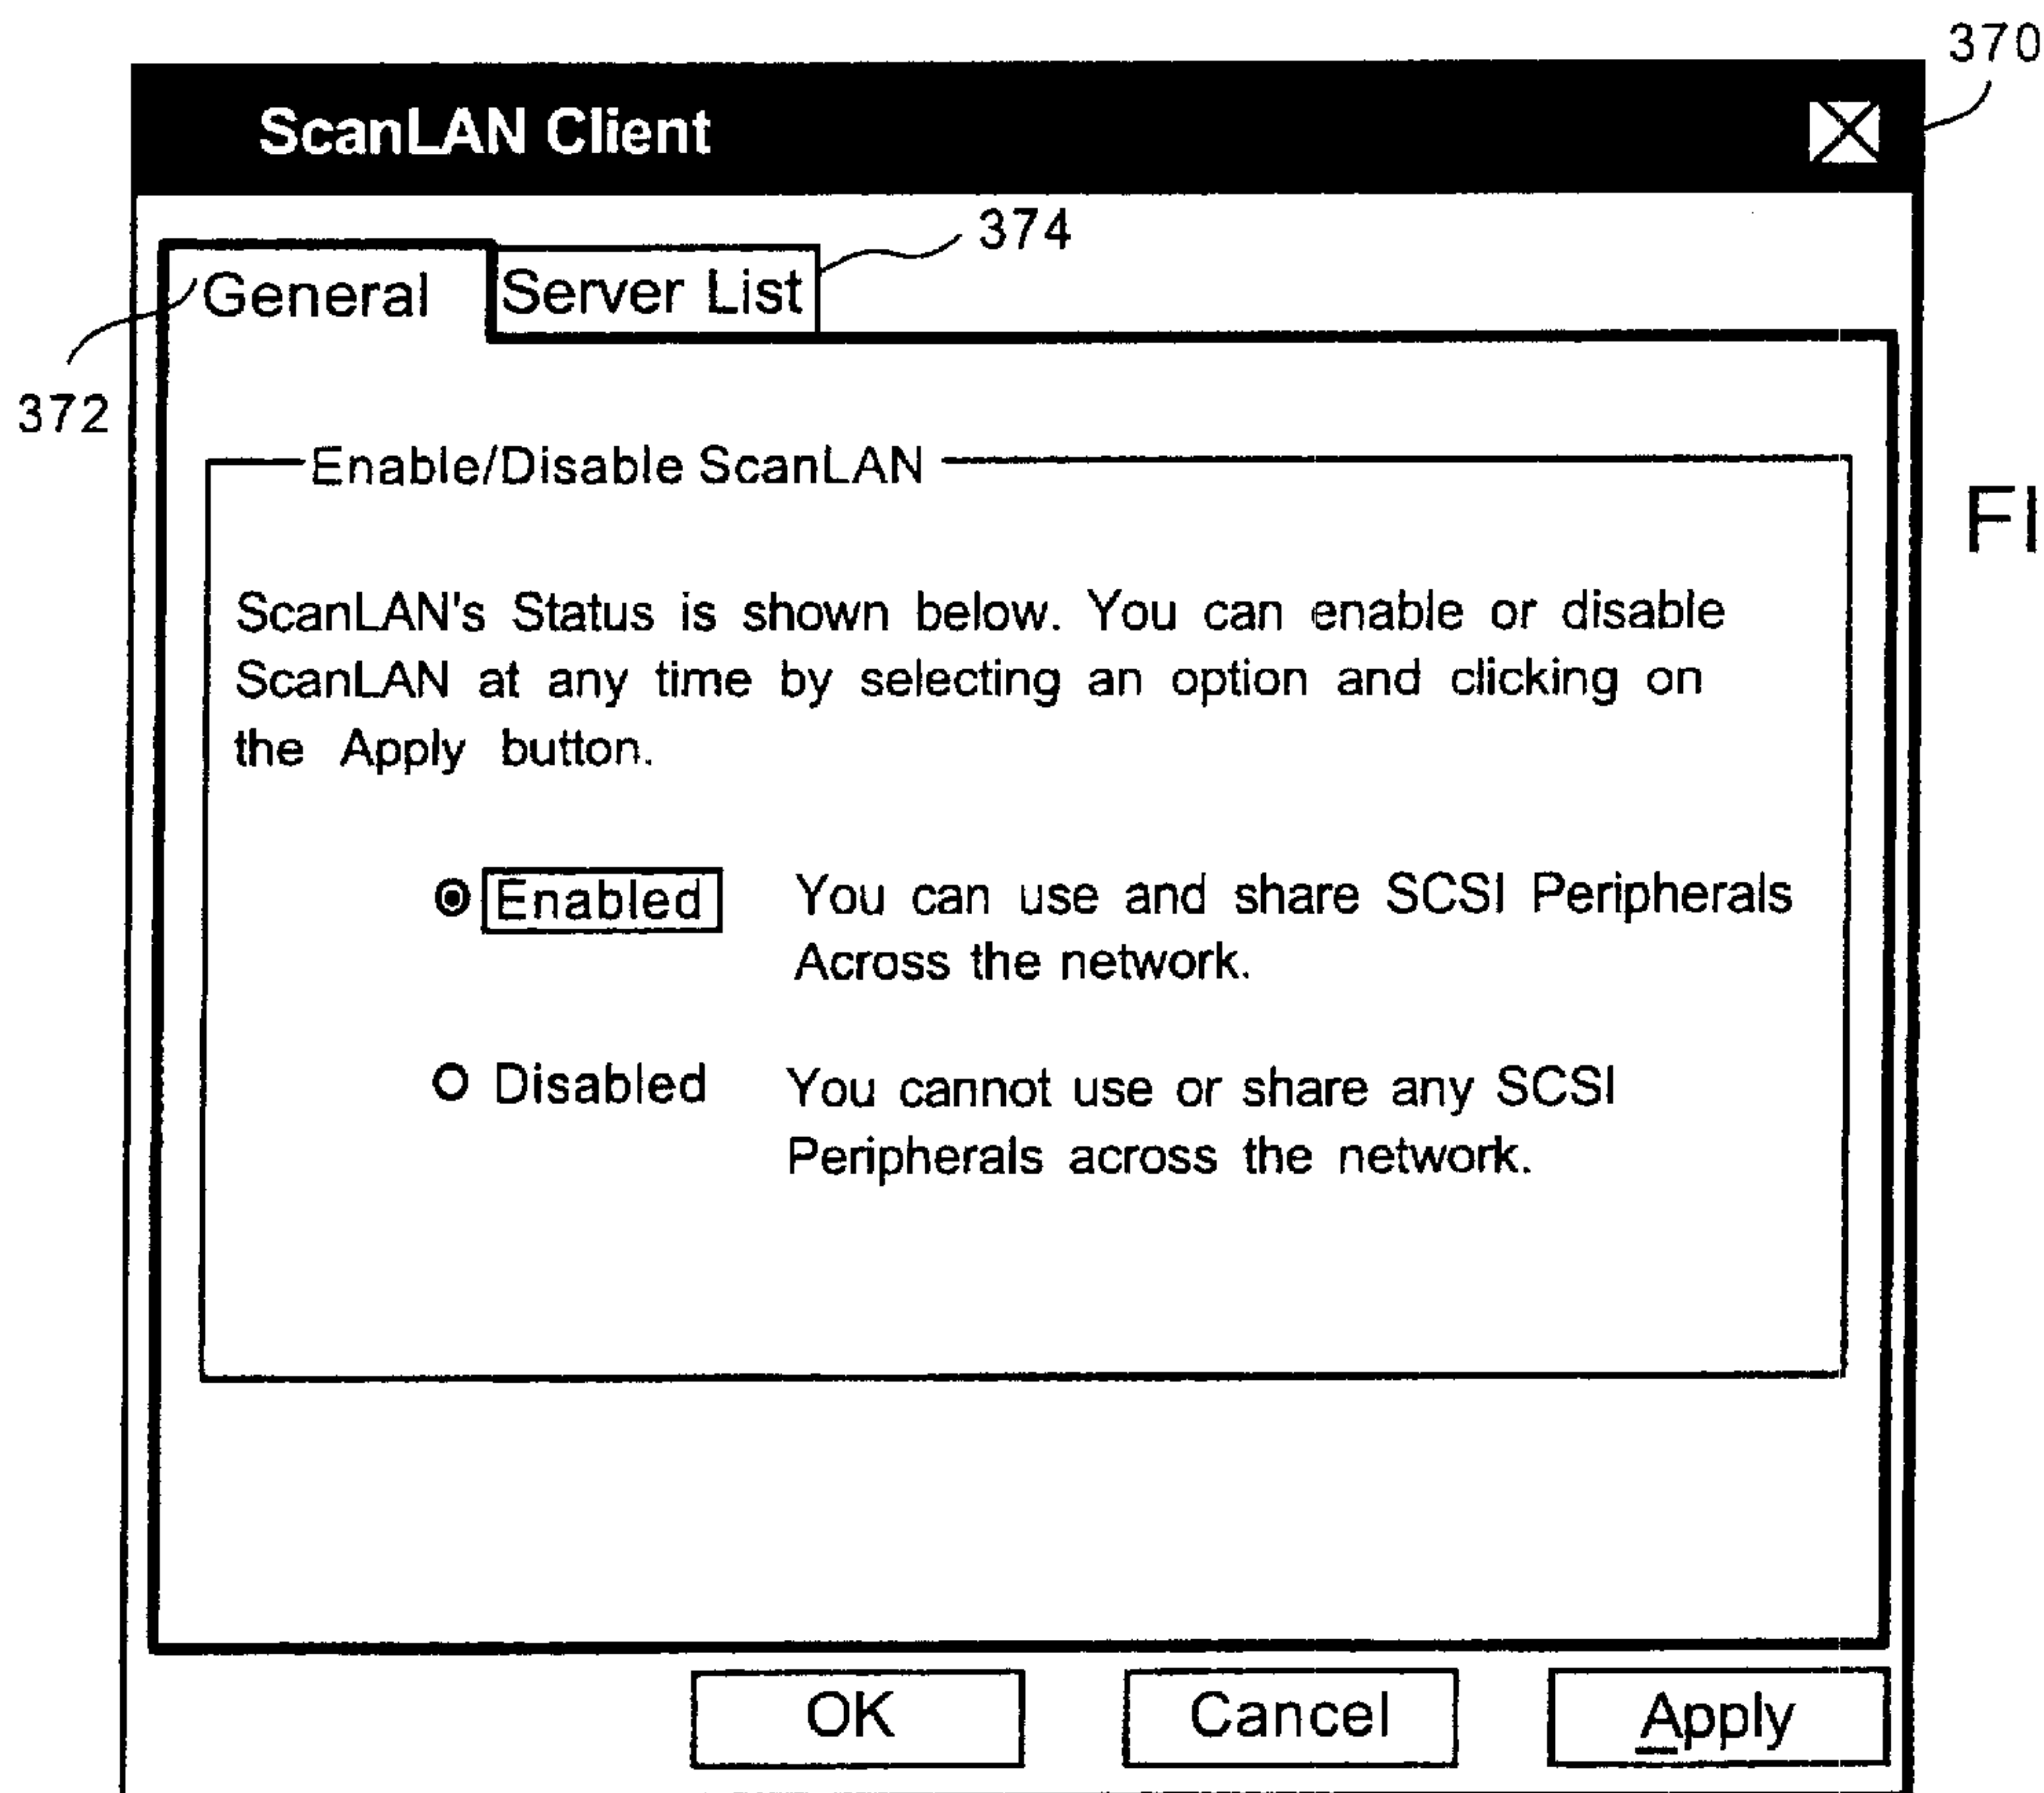 370
ScanLAN Client
374
General
Server List
372
Enable/Disable ScanLAN
FI
ScanLAN's Status is shown below. You can enable or disable
ScanLAN at any time by selecting an option and clicking on
the Apply button.
Enabled
You can use and share SCSI Peripherals
Across the network.
Disabled
You cannot use or share any SCSI
Peripherals across the network.
OK
Cancel
Apply